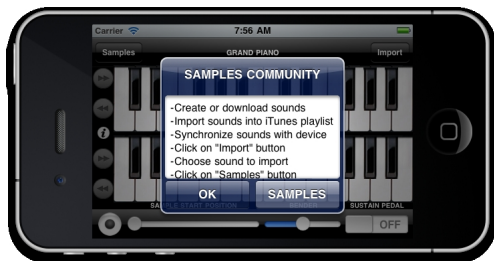 Carrier 7:56 AM
Samples GRAND PIANO Import
SAMPLES COMMUNITY
-Create or download sounds
-Import sounds into iTunes playlist
-Synchronize sounds with device
-Click on "Import" button
-Choose sound to import
-Click on "Samples" button
OK SAMPLES
SAMPLE START POSITION SUSTAIN PEDAL
OFF